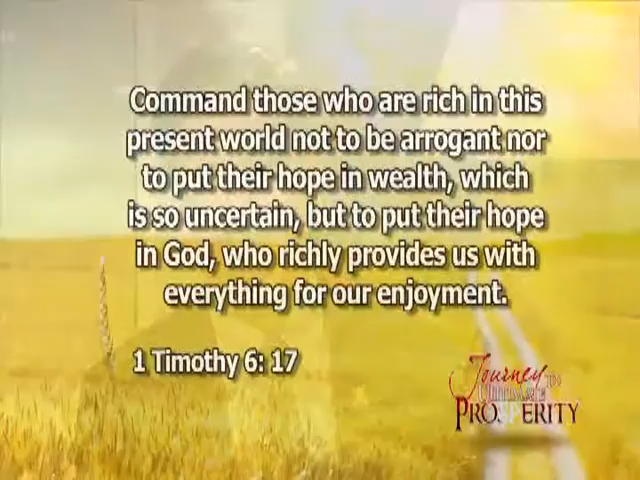 Command those who are rich in this
present world not to be arrogant nor
to put their hope in wealth, which
is so uncertain, but to put their hope
in God, who richly provides us with
everything for our enjoyment.
1 Timothy 6: 17
Journey TO
ULTIMATE
PROSPERITY